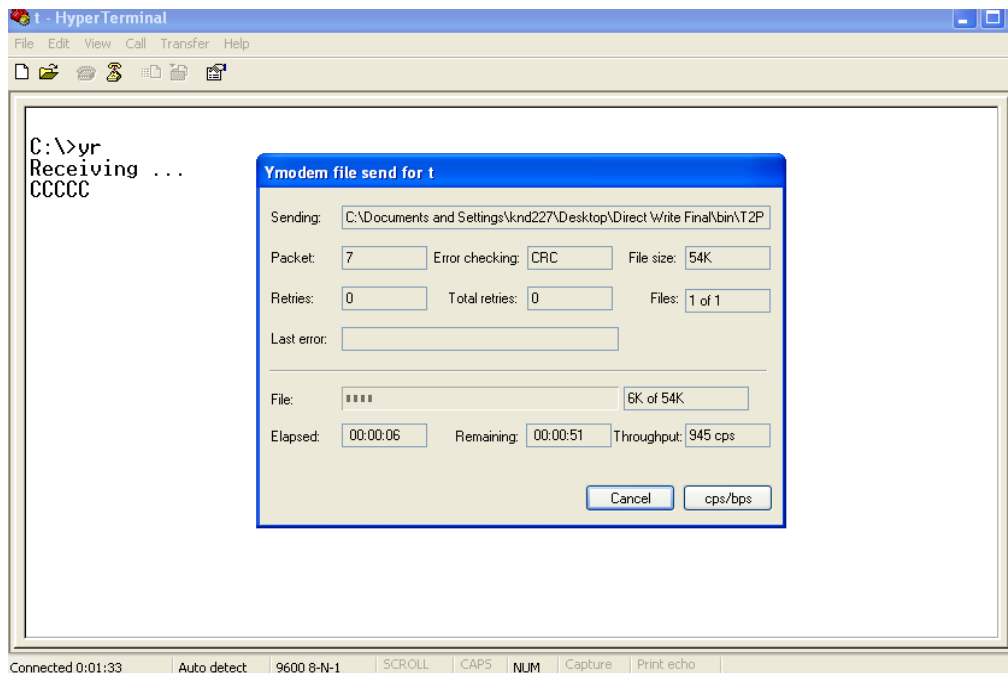 t - HyperTerminal
File Edit View Call Transfer Help
C:\>yr
Receiving ...
CCCCC
Ymodem file send for t
Sending: C:\Documents and Settings\knd227\Desktop\Direct Write Final\bin\T2P
Packet: 7 Error checking: CRC File size: 54K
Retries: 0 Total retries: 0 Files: 1 of 1
Last error:
File: 6K of 54K
Elapsed: 00:00:06 Remaining: 00:00:51 Throughput: 945 cps
Cancel cps/bps
Connected 0:01:33 Auto detect 9600 8-N-1 SCROLL CAPS NUM Capture Print echo